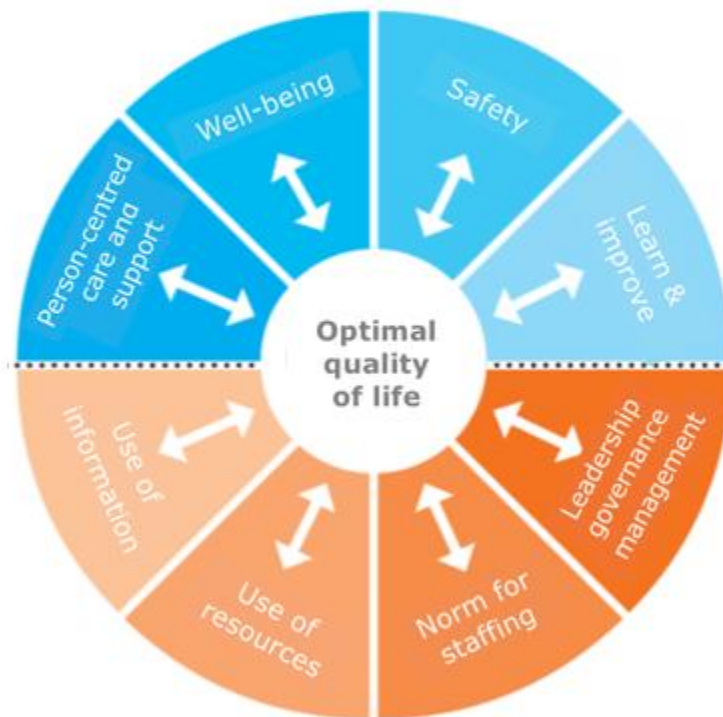 Well-being
Safety
Person-centred
care and
support
Learn &
improve
Optimal
quality
of life
Use of
information
Leadership
governance
management
Use of
resources
Norm for
staffing